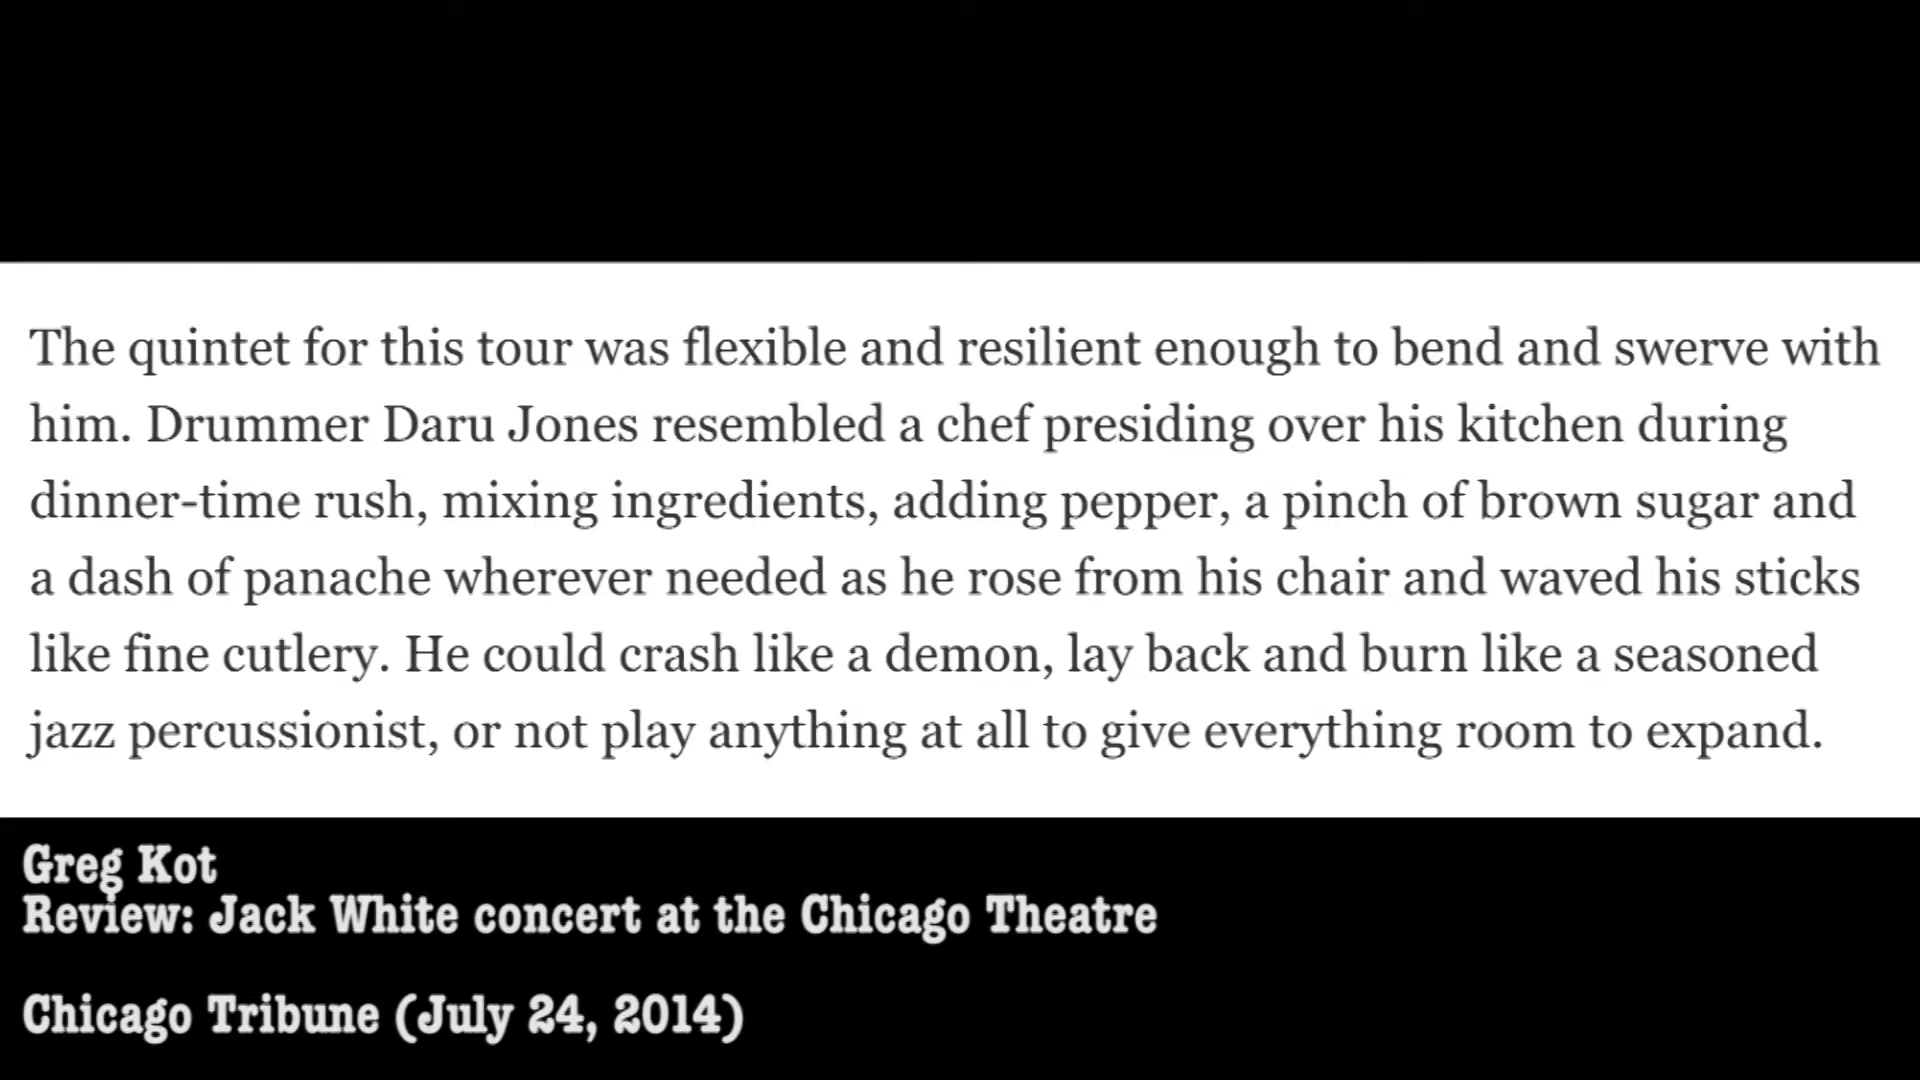 The quintet for this tour was flexible and resilient enough to bend and swerve with
him. Drummer Daru Jones resembled a chef presiding over his kitchen during
dinner-time rush, mixing ingredients, adding pepper, a pinch of brown sugar and
a dash of panache wherever needed as he rose from his chair and waved his sticks
like fine cutlery. He could crash like a demon, lay back and burn like a seasoned
jazz percussionist, or not play anything at all to give everything room to expand.
Greg Kot
Review: Jack White concert at the Chicago Theatre
Chicago Tribune (July 24, 2014)